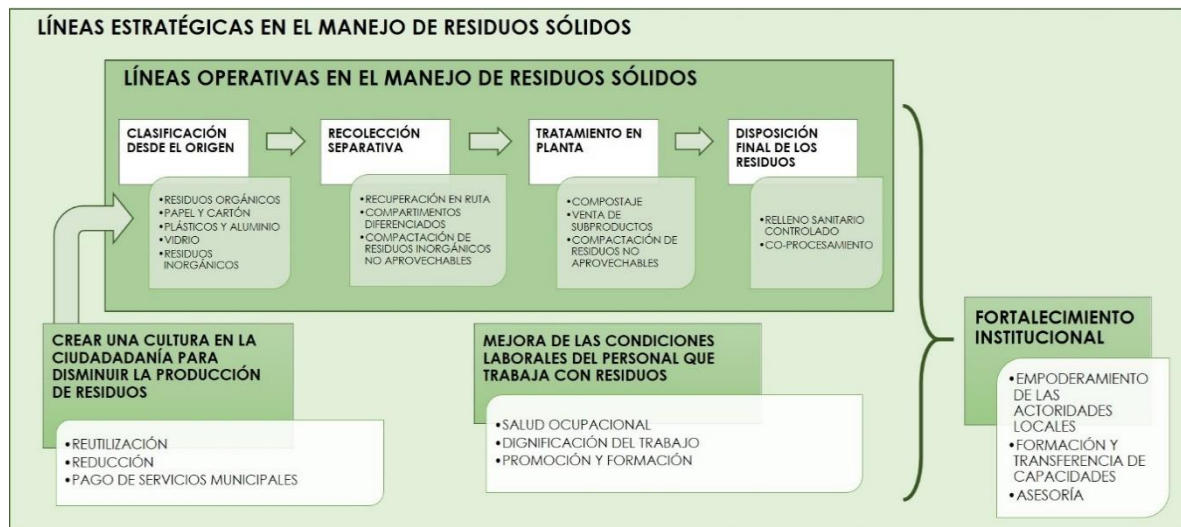 LÍNEAS ESTRATÉGICAS EN EL MANEJO DE RESIDUOS SÓLIDOS
LÍNEAS OPERATIVAS EN EL MANEJO DE RESIDUOS SÓLIDOS
CLASIFICACIÓN
DESDE EL ORIGEN
•RESIDUOS ORGÁNICOS
•PAPEL Y CARTÓN
•PLÁSTICOS Y ALUMINIO
•VIDRIO
•RESIDUOS
INORGÁNICOS
RECOLECCIÓN
SEPARATIVA
•RECUPERACIÓN EN RUTA
•COMPARTIMENTOS
DIFERENCIADOS
•COMPACTACIÓN DE
RESIDUOS INORGÁNICOS
NO APROVECHABLES
TRATAMIENTO EN
PLANTA
•COMPOSTAJE
•VENTA DE
SUBPRODUCTOS
•COMPACTACIÓN DE
RESIDUOS NO
APROVECHABLES
DISPOSICIÓN
FINAL DE LOS
RESIDUOS
•RELLENO SANITARIO
CONTROLADO
•CO-PROCESAMIENTO
CREAR UNA CULTURA EN LA
CIUDADADANÍA PARA
DISMINUIR LA PRODUCCIÓN
DE RESIDUOS
•REUTILIZACIÓN
•REDUCCIÓN
•PAGO DE SERVICIOS MUNICIPALES
MEJORA DE LAS CONDICIONES
LABORALES DEL PERSONAL QUE
TRABAJA CON RESIDUOS
•SALUD OCUPACIONAL
•DIGNIFICACIÓN DEL TRABAJO
•PROMOCIÓN Y FORMACIÓN
FORTALECIMIENTO
INSTITUCIONAL
•EMPODERAMIENTO
DE LAS
ACTORIDADES
LOCALES
•FORMACIÓN Y
TRANSFERENCIA DE
CAPACIDADES
•ASESORÍA